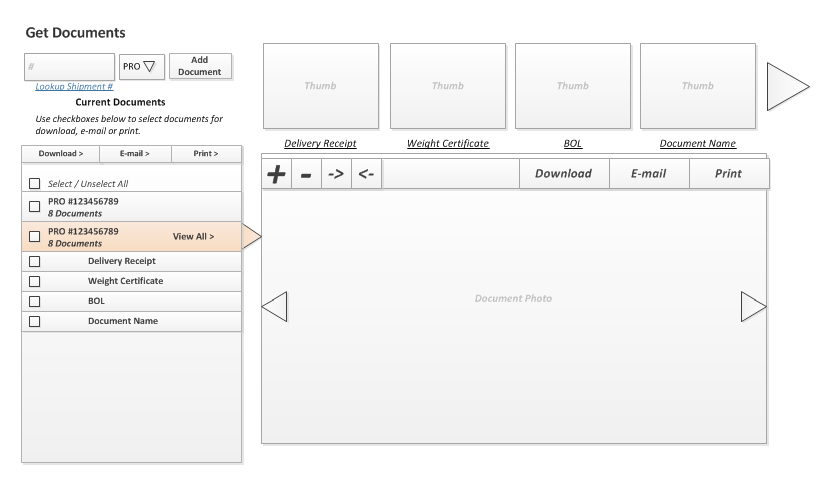 Get Documents
#
PRO
Add
Document
Lookup Shipment #
Current Documents
Use checkboxes below to select documents for
download, e-mail or print.
Download >
E-mail >
Print >
Select / Unselect All
PRO #123456789
8 Documents
PRO #123456789
8 Documents
View All >
Delivery Receipt
Weight Certificate
BOL
Document Name
Thumb
Thumb
Thumb
Thumb
Delivery Receipt
Weight Certificate
BOL
Document Name
+
-
->
<-
Download
E-mail
Print
Document Photo